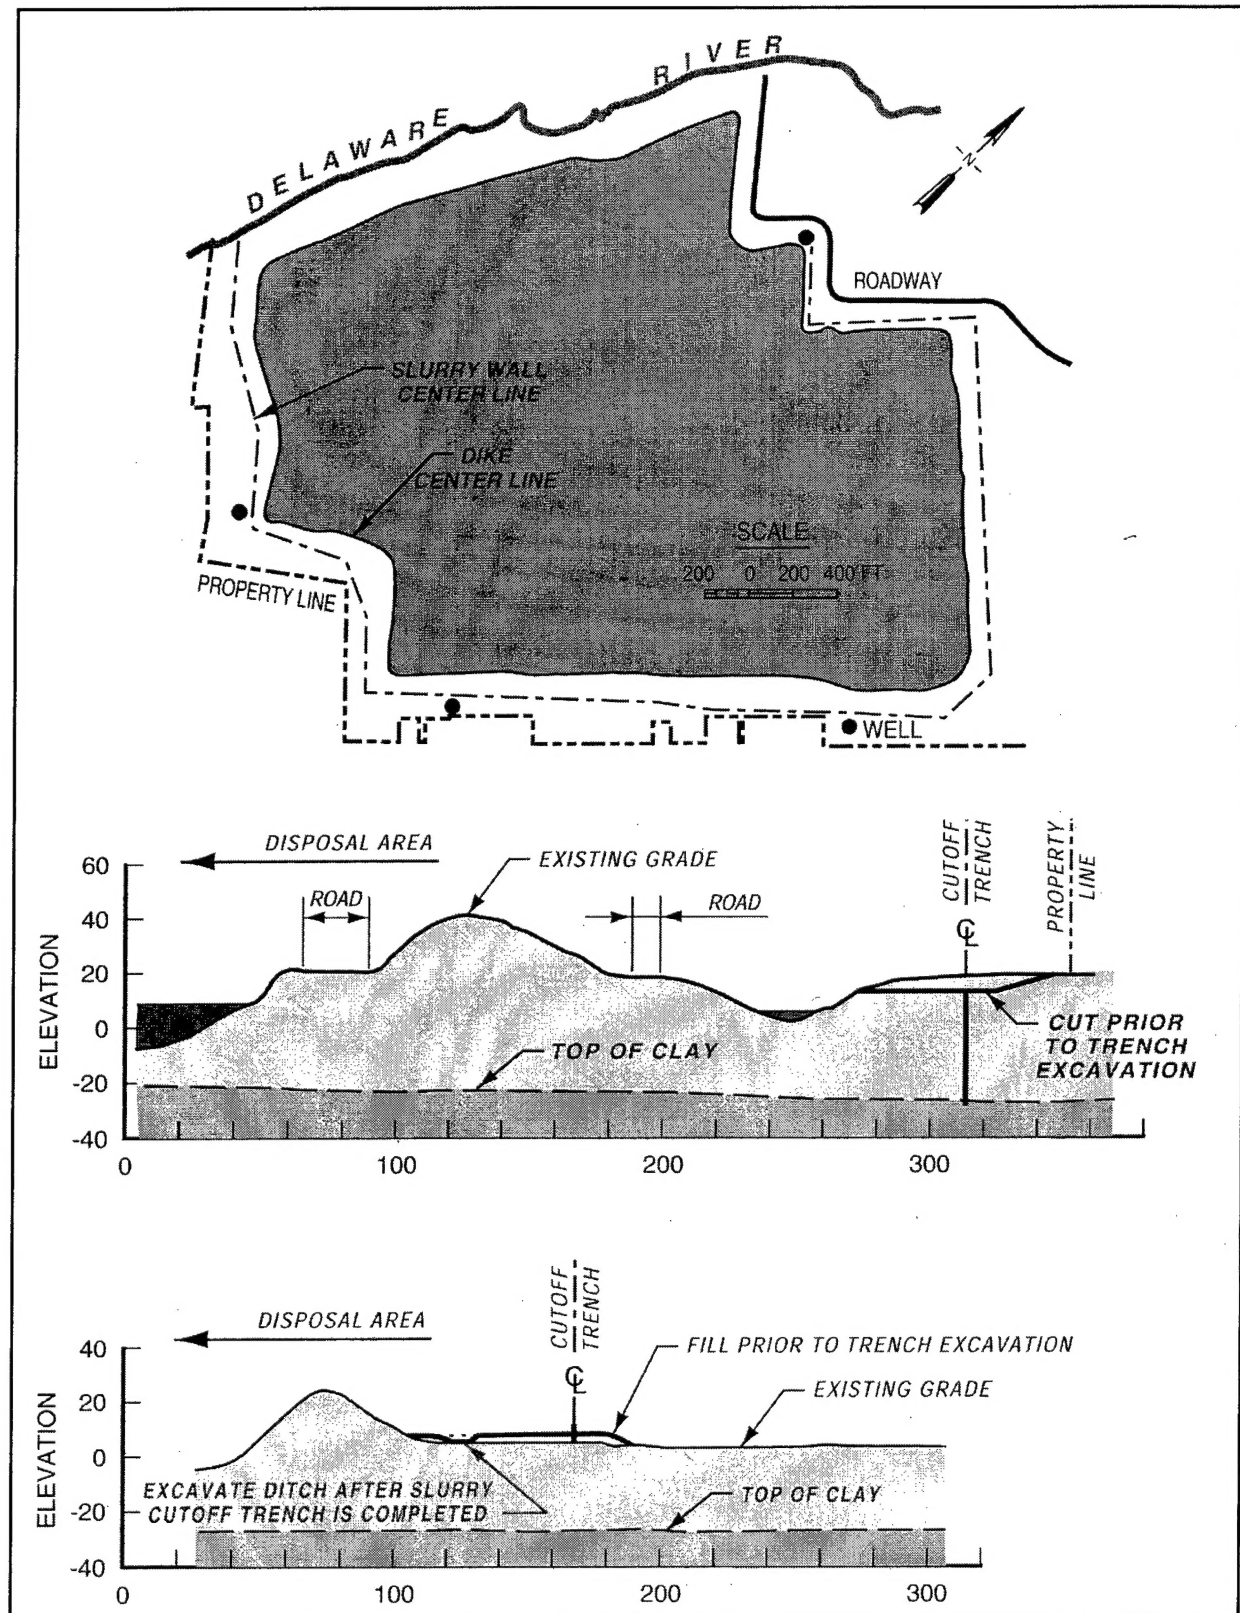 DELAWARE RIVER
N
ROADWAY
SLURRY WALL
CENTER LINE
DIKE
CENTER LINE
SCALE
200 0 200 400 FT.
PROPERTY LINE
WELL
DISPOSAL AREA
EXISTING GRADE
ROAD
ROAD
CUTOFF
TRENCH
℄
PROPERTY
LINE
ELEVATION
60
40
20
0
-20
-40
TOP OF CLAY
CUT PRIOR
TO TRENCH
EXCAVATION
0 100 200 300
DISPOSAL AREA
CUTOFF
TRENCH
℄
FILL PRIOR TO TRENCH EXCAVATION
EXISTING GRADE
ELEVATION
40
20
0
-20
-40
EXCAVATE DITCH AFTER SLURRY
CUTOFF TRENCH IS COMPLETED
TOP OF CLAY
0 100 200 300